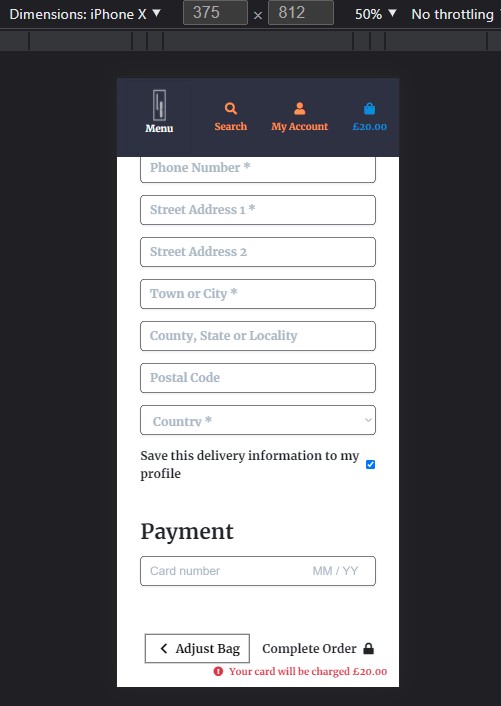 Dimensions: iPhone X ▼ 375 × 812 50% ▼ No throttling
Menu Search My Account £20.00
Phone Number *
Street Address 1 *
Street Address 2
Town or City *
County, State or Locality
Postal Code
Country *
Save this delivery information to my
profile
Payment
Card number MM / YY
Adjust Bag Complete Order
Your card will be charged £20.00